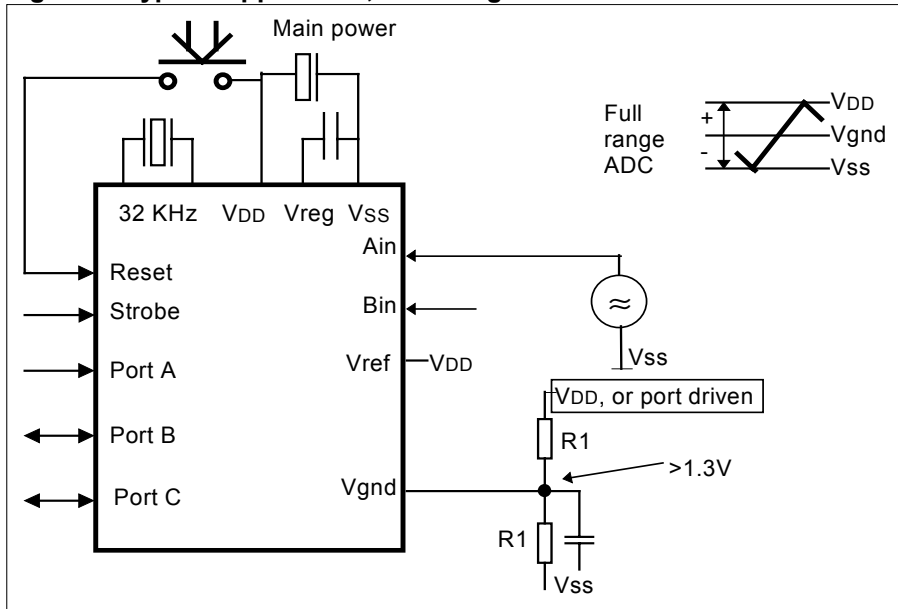 Main power
Full
range
ADC
+
-
VDD
Vgnd
Vss
32 KHz VDD Vreg VSS
Ain
Reset
Strobe
Bin
≈
Port A
Vref
VDD
Vss
VDD, or port driven
Port B
R1
>1.3V
Port C
Vgnd
R1
Vss